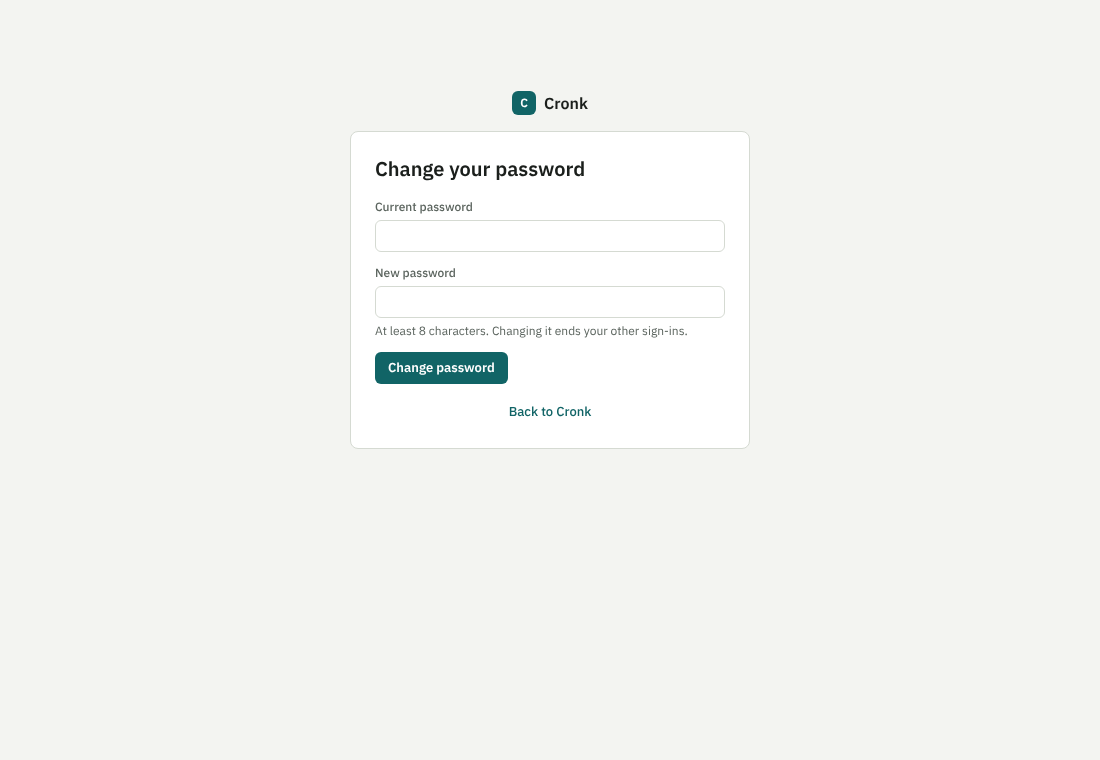 C Cronk
Change your password
Current password
New password
At least 8 characters. Changing it ends your other sign-ins.
Change password
Back to Cronk